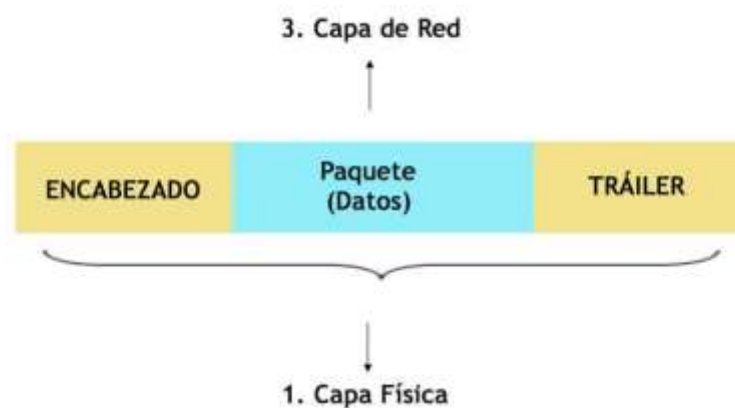 3. Capa de Red
ENCABEZADO
Paquete
(Datos)
TRÁILER
1. Capa Física